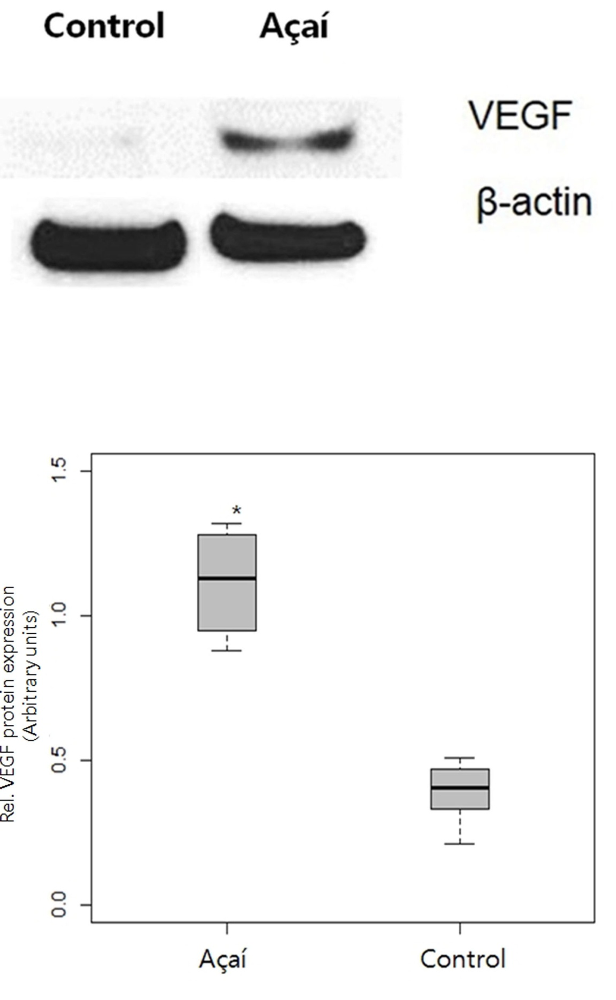 Control Açaí
VEGF
β-actin
Rel. VEGF protein expression
(Arbitrary units)
1.5
*
1.0
0.5
0.0
Açaí Control